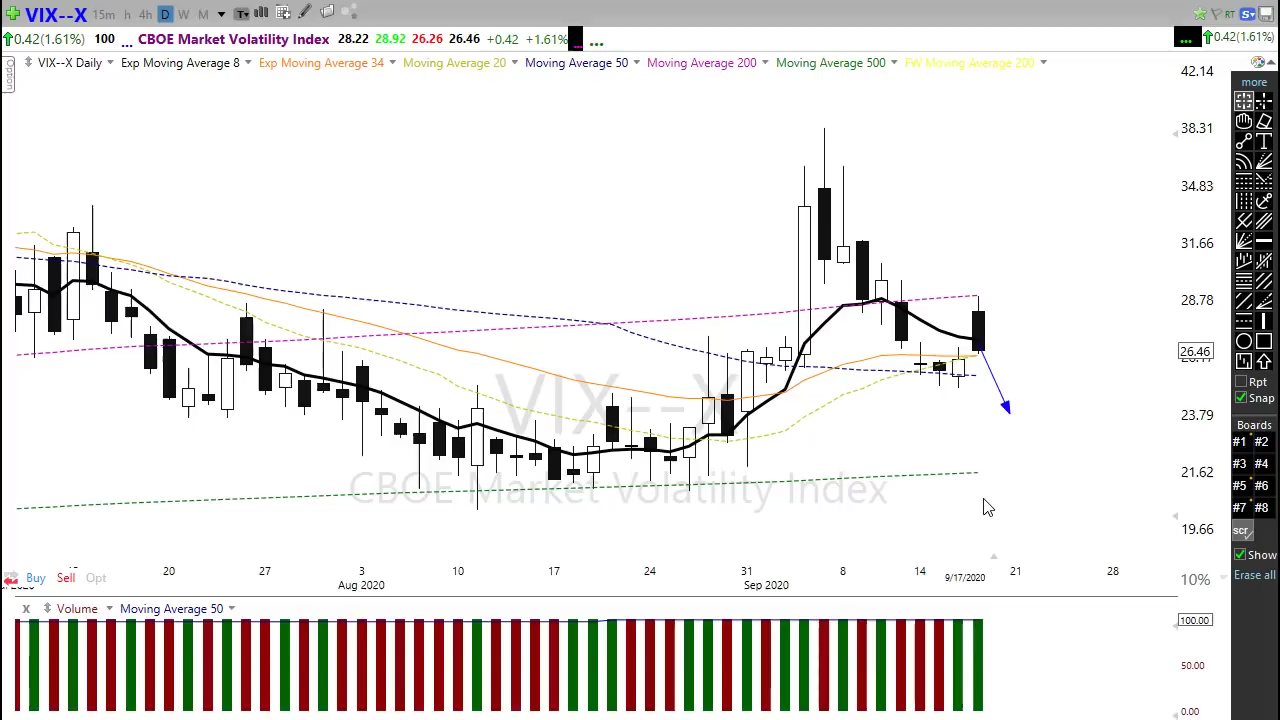 VIX--X 15m h 4h D W M T
RT S
0.42(1.61%) 100 ... CBOE Market Volatility Index 28.22 28.92 26.26 26.46 +0.42 +1.61% ... ... ... 0.42(1.61%)
Option
VIX--X Daily Exp Moving Average 8 Exp Moving Average 34 Moving Average 20 Moving Average 50 Moving Average 200 Moving Average 500 FW Moving Average 200
42.14
38.31
34.83
31.66
28.78
26.46
23.79
21.62
19.66
VIX--X
CBOE Market Volatility Index
more
T
Rpt
Snap
Boards
#1 #2
#3 #4
#5 #6
#7 #8
scr
Show
Erase all
20 27 3 10 17 24 31 8 14 9/17/2020 21 28
Aug 2020 Sep 2020
Buy Sell Opt
10%
X Volume Moving Average 50
100.00
50.00
0.00